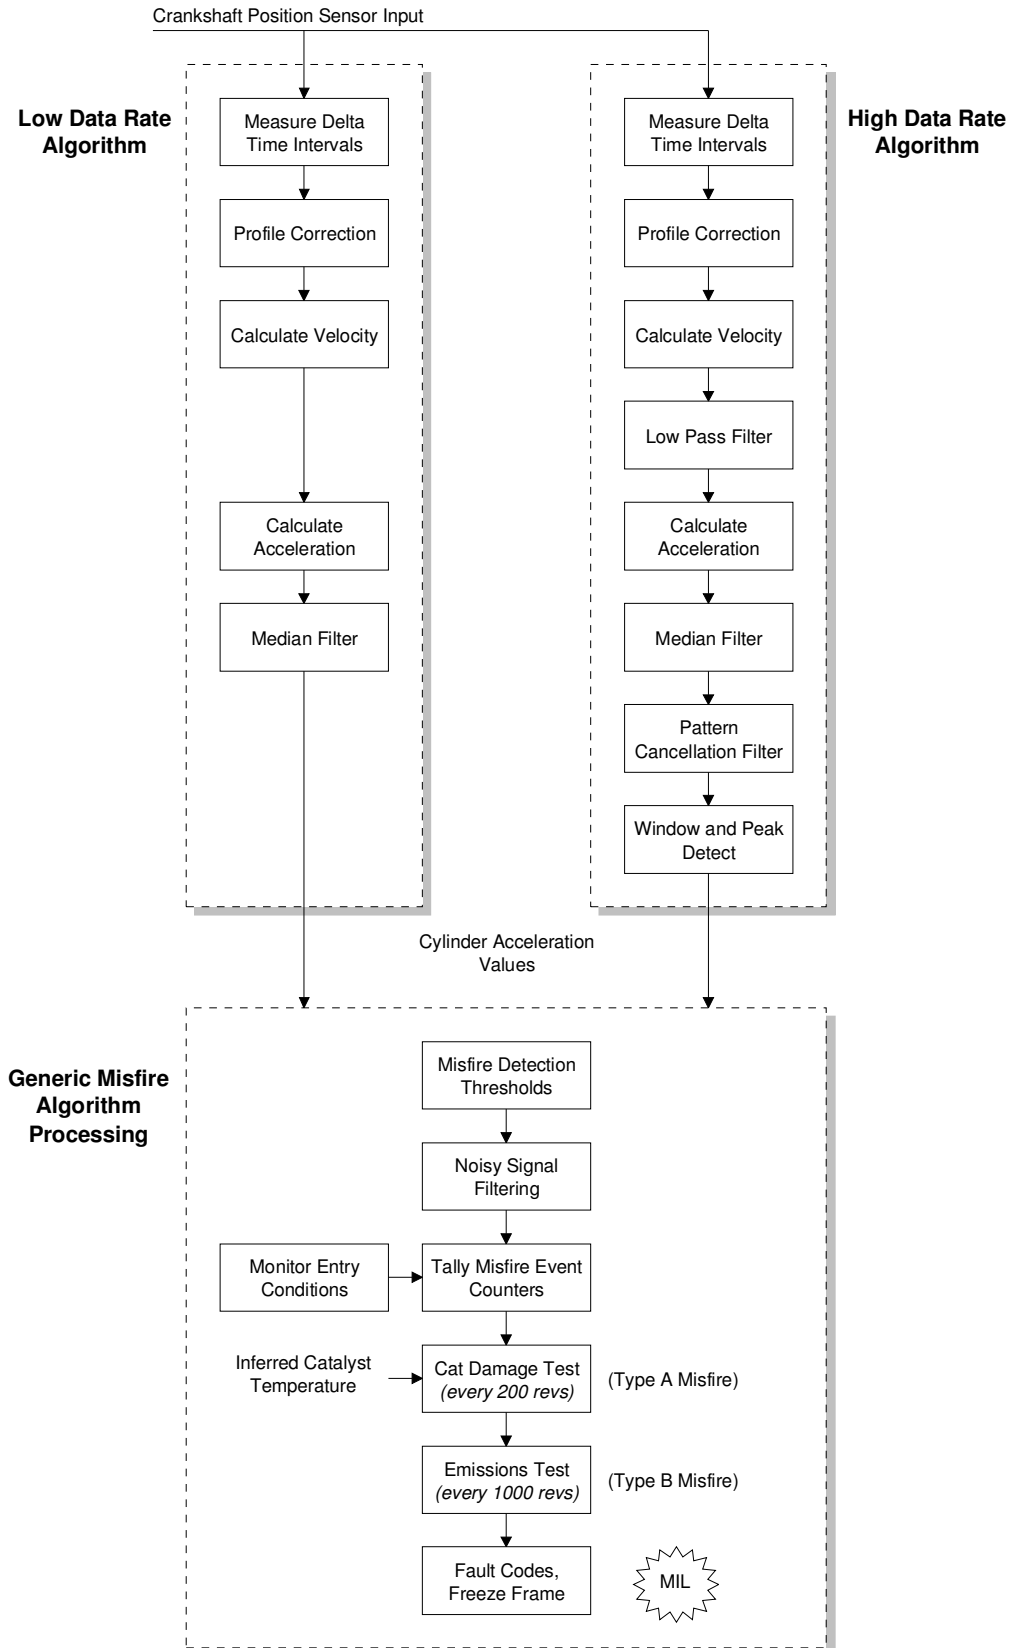 Crankshaft Position Sensor Input
Low Data Rate
Algorithm
Measure Delta
Time Intervals
Profile Correction
Calculate Velocity
Calculate
Acceleration
Median Filter
High Data Rate
Algorithm
Measure Delta
Time Intervals
Profile Correction
Calculate Velocity
Low Pass Filter
Calculate
Acceleration
Median Filter
Pattern
Cancellation Filter
Window and Peak
Detect
Cylinder Acceleration
Values
Generic Misfire
Algorithm
Processing
Misfire Detection
Thresholds
Noisy Signal
Filtering
Monitor Entry
Conditions
Tally Misfire Event
Counters
Inferred Catalyst
Temperature
Cat Damage Test
(every 200 revs)
(Type A Misfire)
Emissions Test
(every 1000 revs)
(Type B Misfire)
Fault Codes,
Freeze Frame
MIL